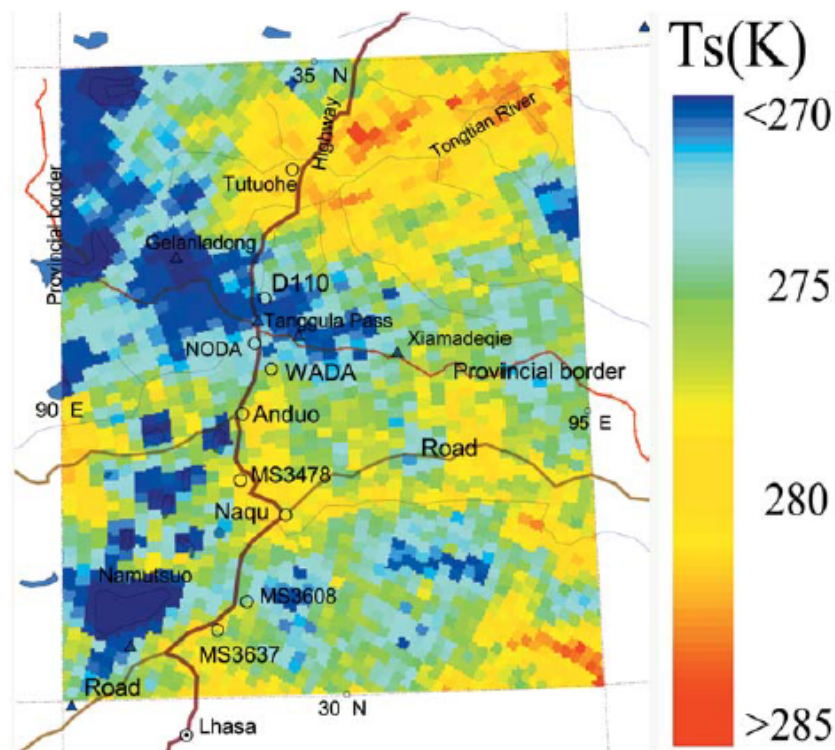 Ts(K)
35 N
<270
Highway
Tongtian River
Tutuohe
Provincial border
Gelanladong
D110
275
Tanggula Pass
NODA
Xiamadeqie
WADA
Provincial border
90 E
Anduo
95 E
Road
MS3478
280
Naqu
Namutsuo
MS3608
MS3637
Road
30 N
Lhasa
>285